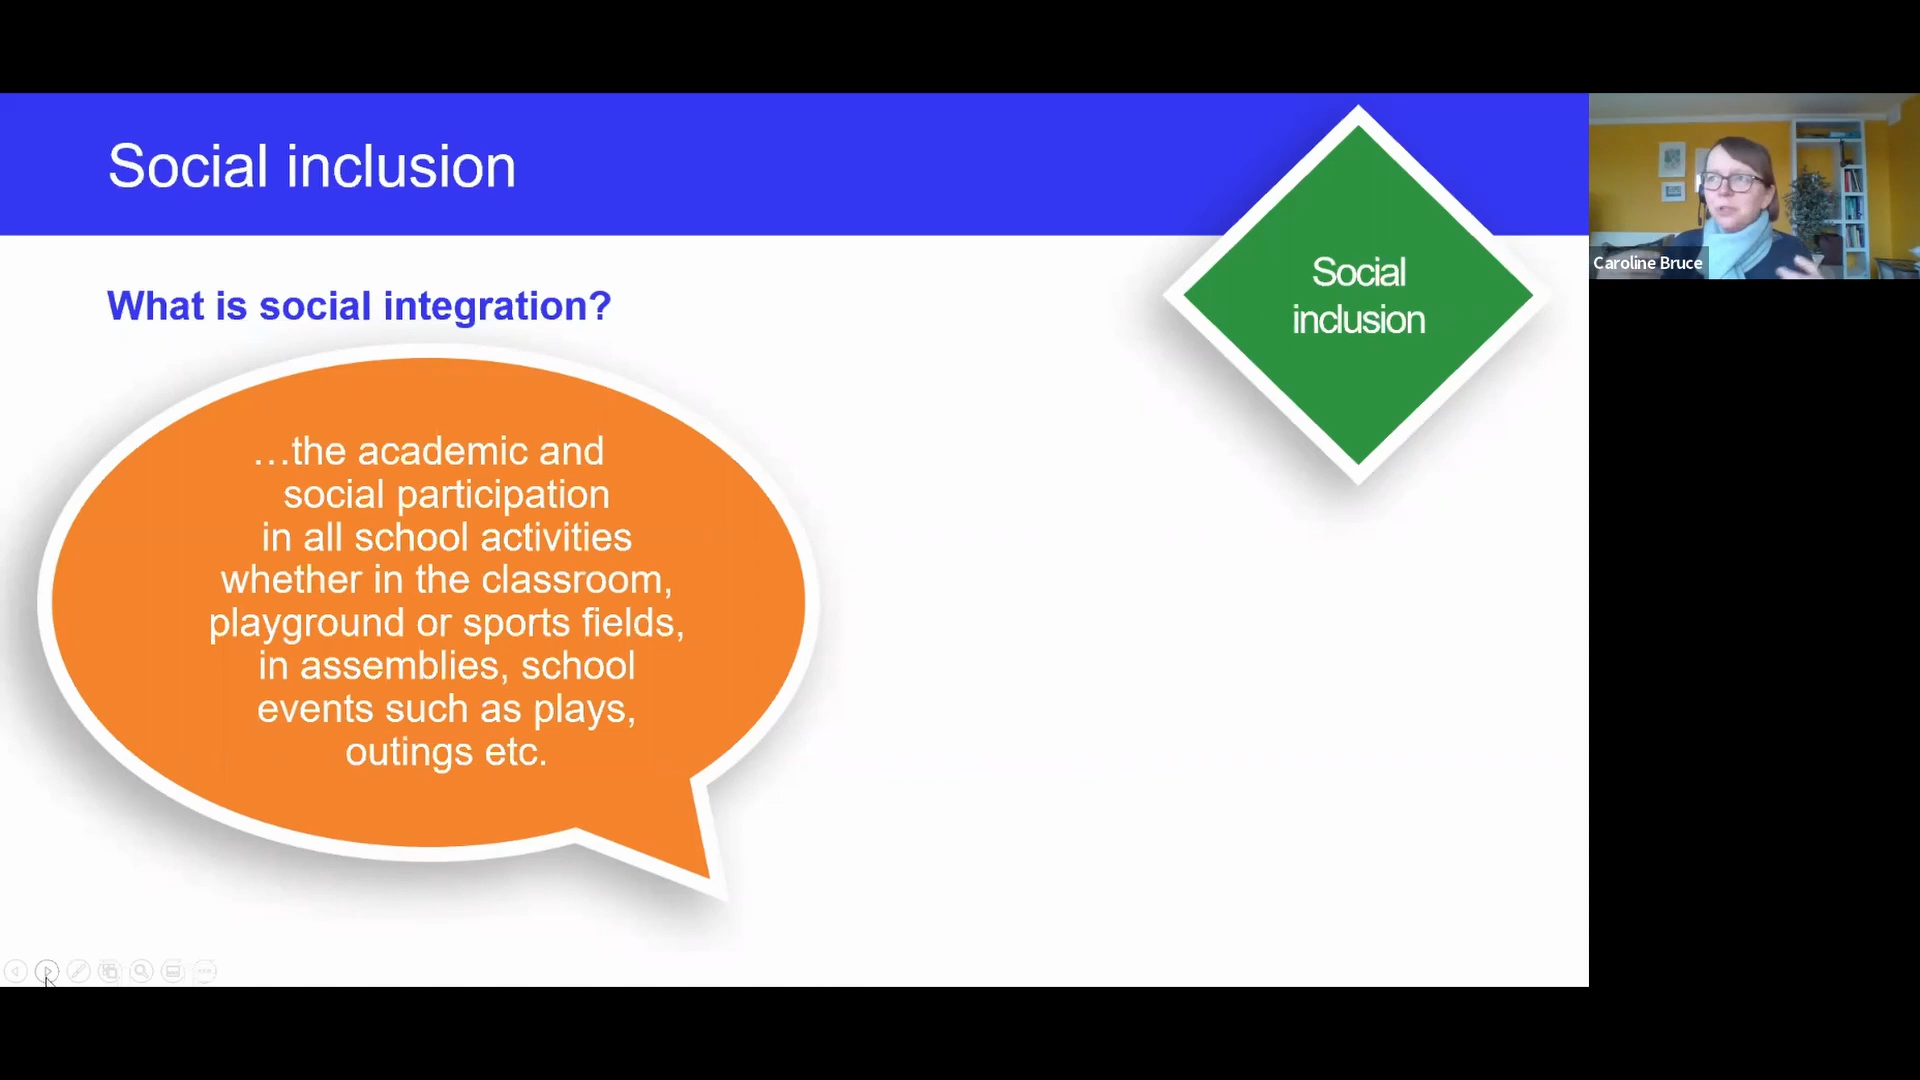 Social inclusion
Social
inclusion
What is social integration?
…the academic and
social participation
in all school activities
whether in the classroom,
playground or sports fields,
in assemblies, school
events such as plays,
outings etc.
Caroline Bruce